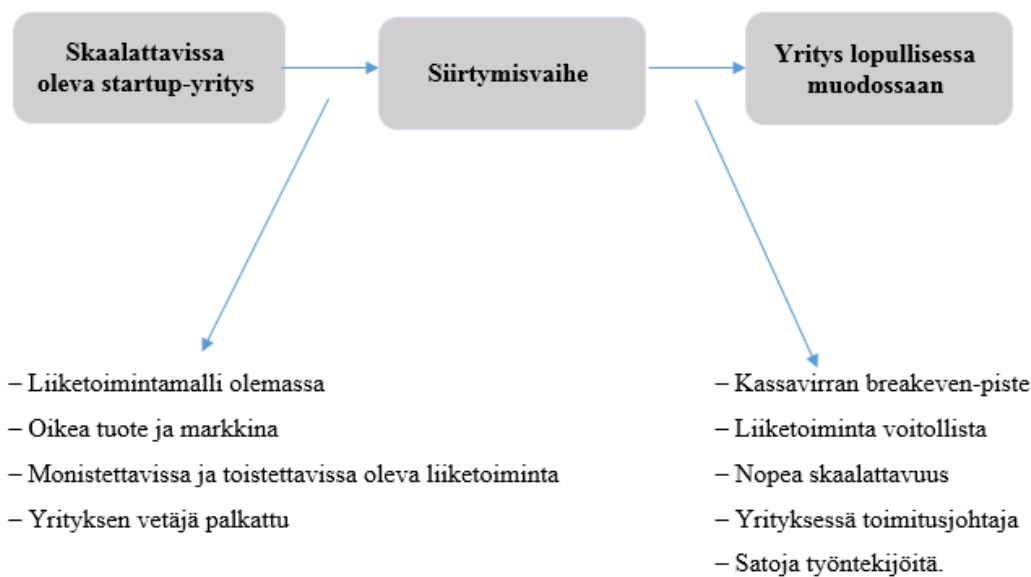 Skaalattavissa
oleva startup-yritys
Siirtymisvaihe
Yritys lopullisessa
muodossaan
– Liiketoimintamalli olemassa
– Oikea tuote ja markkina
– Monistettavissa ja toistettavissa oleva liiketoiminta
– Yrityksen vetäjä palkattu
– Kassavirran breakeven-piste
– Liiketoiminta voitollista
– Nopea skaalattavuus
– Yrityksessä toimitusjohtaja
– Satoja työntekijöitä.